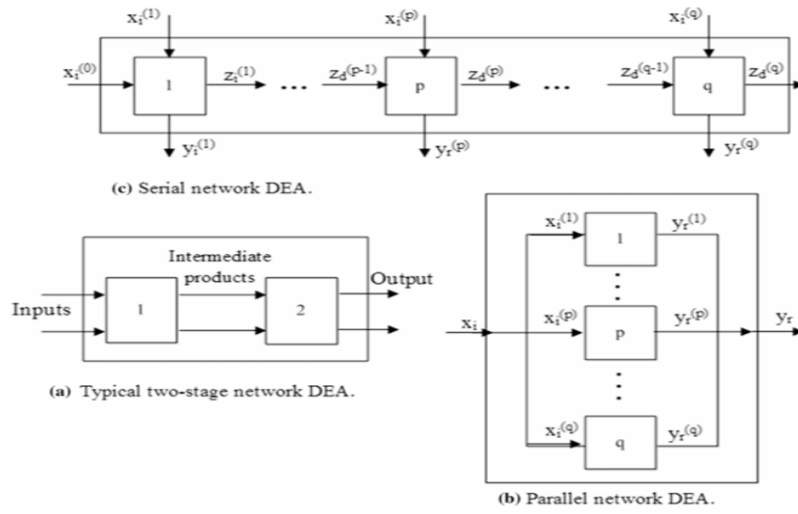 xi(1) xi(p) xi(q)
xi(0) 1 zi(1) ... zd(p-1) p zd(p) ... zd(q-1) q zd(q)
yi(1) yr(p) yr(q)
(c) Serial network DEA.
Intermediate
products
Inputs 1 2 Output
(a) Typical two-stage network DEA.
xi(1) 1 yr(1)
xi xi(p) p yr(p) yr
xi(q) q yr(q)
(b) Parallel network DEA.